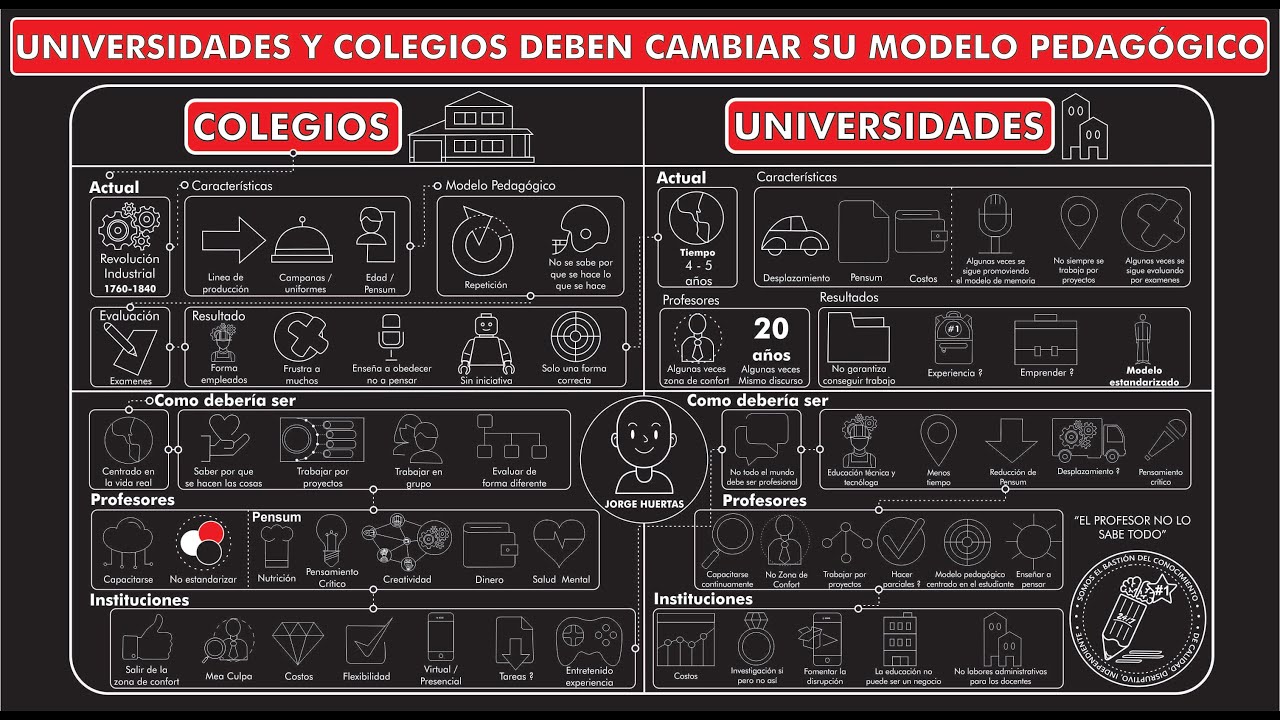 UNIVERSIDADES Y COLEGIOS DEBEN CAMBIAR SU MODELO PEDAGÓGICO
COLEGIOS
Actual
Revolución
Industrial
1760-1840
Características
Linea de
producción
Campanas /
uniformes
Edad /
Pensum
Modelo Pedagógico
Repetición
No se sabe por
que se hace lo
que se hace
Evaluación
Examenes
Resultado
Forma
empleados
Frustra a
muchos
Enseña a obedecer
no a pensar
Sin iniciativa
Solo una forma
correcta
UNIVERSIDADES
Actual
Tiempo
4 - 5
años
Características
Desplazamiento
Pensum
Costos
Algunas veces se
sigue promoviendo
el modelo de memoria
No siempre se
trabaja por
proyectos
Algunas veces se
sigue evaluando
por examenes
Profesores
Algunas veces
zona de confort
20
años
Algunas veces
Mismo discurso
Resultados
No garantiza
conseguir trabajo
#1
Experiencia ?
Emprender ?
Modelo
estandarizado
Como debería ser
Centrado en
la vida real
Saber por que
se hacen las cosas
Trabajar por
proyectos
Trabajar en
grupo
Evaluar de
forma diferente
Profesores
Capacitarse
No estandarizar
Pensum
Nutrición
Pensamiento
Crítico
Creatividad
Dinero
Salud Mental
Instituciones
Salir de la
zona de confort
Mea Culpa
Costos
Flexibilidad
Virtual /
Presencial
Tareas ?
Entretenido
experiencia
JORGE HUERTAS
Como debería ser
No todo el mundo
debe ser profesional
Educación técnica y
tecnóloga
Menos
tiempo
Reducción de
Pensum
Desplazamiento ?
Pensamiento
crítico
Profesores
Capacitarse
continuamente
No Zona de
Confort
Trabajar por
proyectos
Hacer
parciales ?
Modelo pedagógico
centrado en el estudiante
Enseñar a
pensar
Instituciones
Costos
Investigación si
pero no así
Fomentar la
disrupción
La educación no
puede ser un negocio
No labores administrativas
para los docentes
"EL PROFESOR NO LO
SABE TODO"
SOMOS EL BASTIÓN DEL CONOCIMIENTO
DE CALIDAD, DISRUPTIVO, INDEPENDIENTE
#1
24/7